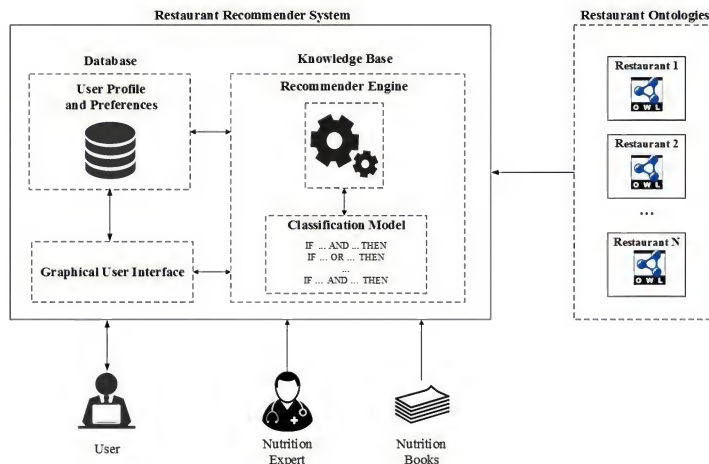 Restaurant Recommender System
Restaurant Ontologies
Database
Knowledge Base
User Profile
and Preferences
Recommender Engine
Classification Model
IF ... AND ... THEN
IF ... OR ... THEN
...
IF ... AND ... THEN
Graphical User Interface
Restaurant 1
OWL
Restaurant 2
OWL
...
Restaurant N
OWL
User
Nutrition
Expert
Nutrition
Books